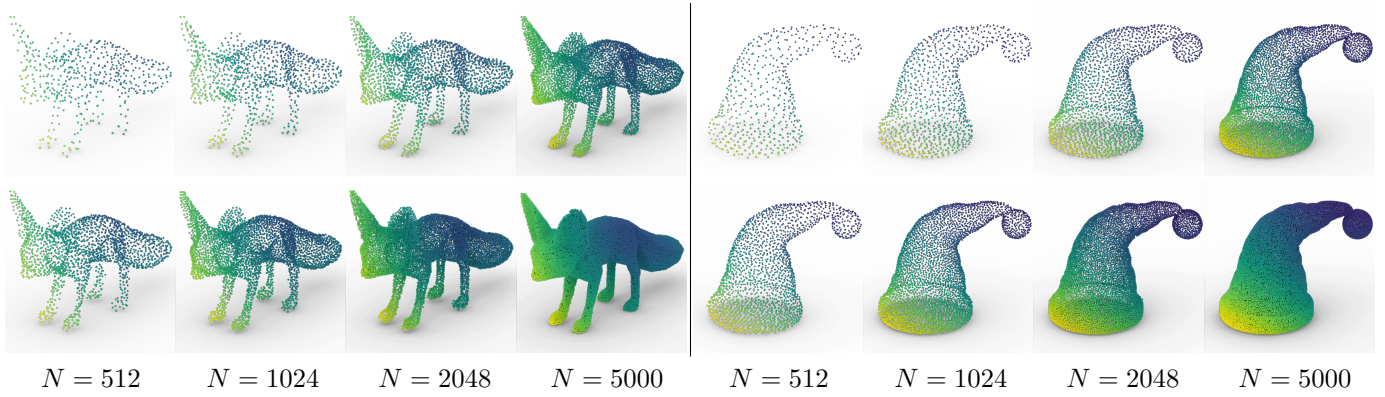 N = 512 N = 1024 N = 2048 N = 5000 N = 512 N = 1024 N = 2048 N = 5000